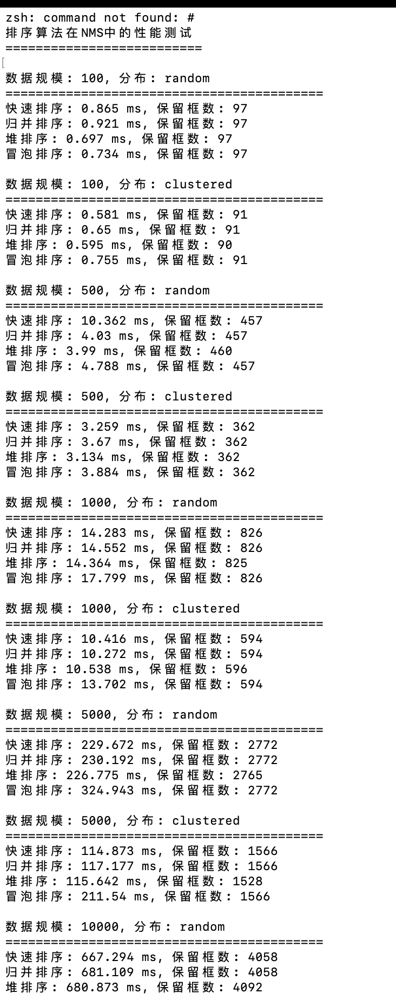 zsh: command not found: #
排序算法在NMS中的性能测试
==========================
[
数据规模: 100, 分布: random
==========================================
快速排序: 0.865 ms, 保留框数: 97
归并排序: 0.921 ms, 保留框数: 97
堆排序: 0.697 ms, 保留框数: 97
冒泡排序: 0.734 ms, 保留框数: 97
数据规模: 100, 分布: clustered
==========================================
快速排序: 0.581 ms, 保留框数: 91
归并排序: 0.65 ms, 保留框数: 91
堆排序: 0.595 ms, 保留框数: 90
冒泡排序: 0.755 ms, 保留框数: 91
数据规模: 500, 分布: random
==========================================
快速排序: 10.362 ms, 保留框数: 457
归并排序: 4.03 ms, 保留框数: 457
堆排序: 3.99 ms, 保留框数: 460
冒泡排序: 4.788 ms, 保留框数: 457
数据规模: 500, 分布: clustered
==========================================
快速排序: 3.259 ms, 保留框数: 362
归并排序: 3.67 ms, 保留框数: 362
堆排序: 3.134 ms, 保留框数: 362
冒泡排序: 3.884 ms, 保留框数: 362
数据规模: 1000, 分布: random
==========================================
快速排序: 14.283 ms, 保留框数: 826
归并排序: 14.552 ms, 保留框数: 826
堆排序: 14.364 ms, 保留框数: 825
冒泡排序: 17.799 ms, 保留框数: 826
数据规模: 1000, 分布: clustered
==========================================
快速排序: 10.416 ms, 保留框数: 594
归并排序: 10.272 ms, 保留框数: 594
堆排序: 10.538 ms, 保留框数: 596
冒泡排序: 13.702 ms, 保留框数: 594
数据规模: 5000, 分布: random
==========================================
快速排序: 229.672 ms, 保留框数: 2772
归并排序: 230.192 ms, 保留框数: 2772
堆排序: 226.775 ms, 保留框数: 2765
冒泡排序: 324.943 ms, 保留框数: 2772
数据规模: 5000, 分布: clustered
==========================================
快速排序: 114.873 ms, 保留框数: 1566
归并排序: 117.177 ms, 保留框数: 1566
堆排序: 115.642 ms, 保留框数: 1528
冒泡排序: 211.54 ms, 保留框数: 1566
数据规模: 10000, 分布: random
==========================================
快速排序: 667.294 ms, 保留框数: 4058
归并排序: 681.109 ms, 保留框数: 4058
堆排序: 680.873 ms, 保留框数: 4092